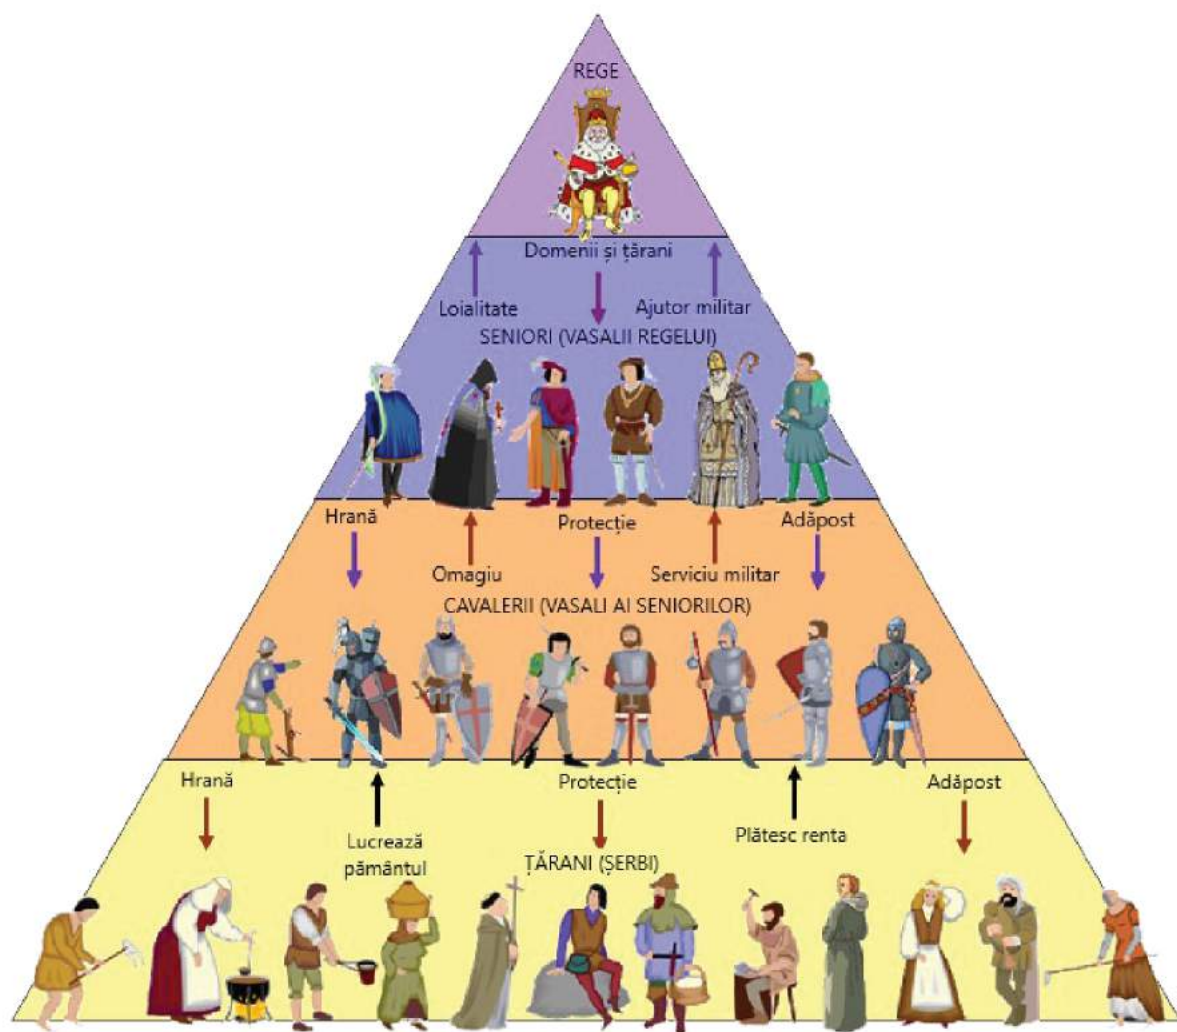 REGE
Domenii și țărani
Loialitate
Ajutor militar
SENIORI (VASALII REGELUI)
Hrană
Protecție
Adăpost
Omagiu
Serviciu militar
CAVALERII (VASALI AI SENIORILOR)
Hrană
Protecție
Adăpost
Lucrează
pământul
Plătesc renta
ȚĂRANI (ȘERBI)